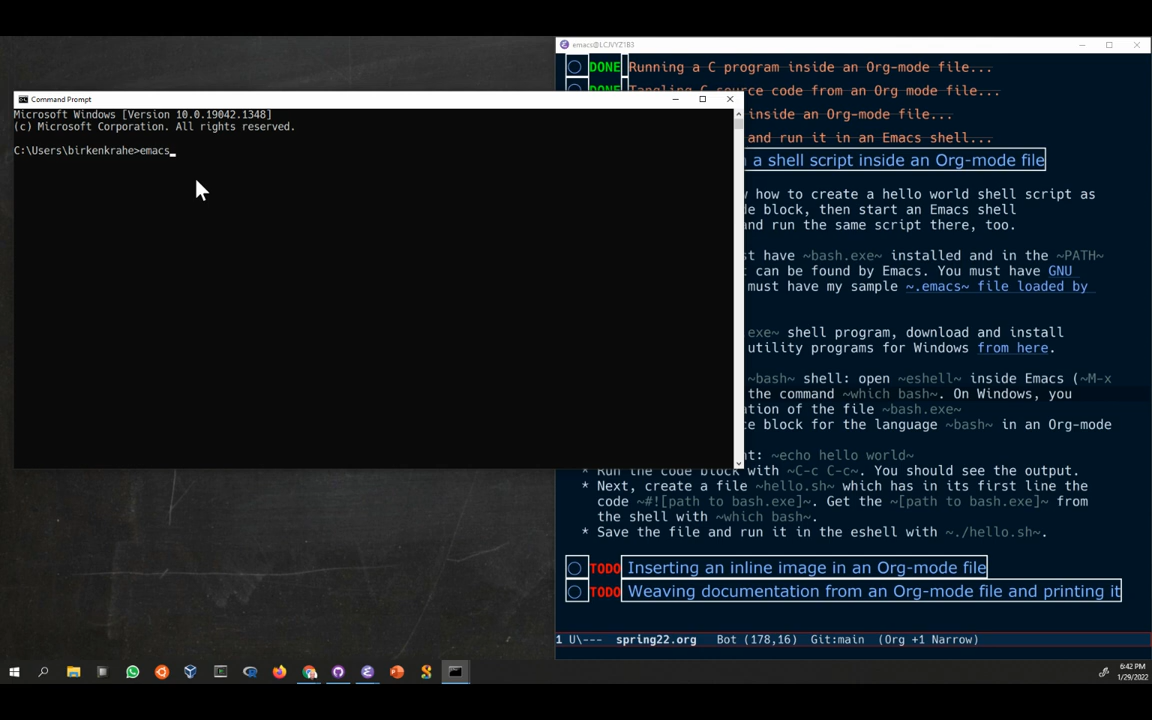 emacs@LCJVYZ1B3
DONE Running a C program inside an Org-mode file...
DONE Tangling C source code from an Org mode file...
inside an Org-mode file...
and run it in an Emacs shell...
a shell script inside an Org-mode file
how to create a hello world shell script as
de block, then start an Emacs shell
and run the same script there, too.
st have ~bash.exe~ installed and in the ~PATH~
t can be found by Emacs. You must have GNU
must have my sample ~.emacs~ file loaded by
exe~ shell program, download and install
utility programs for Windows from here.
~bash~ shell: open ~eshell~ inside Emacs (~M-x
the command ~which bash~. On Windows, you
ation of the file ~bash.exe~
ce block for the language ~bash~ in an Org-mode
nt: ~echo hello world~
* Run the code block with ~C-c C-c~. You should see the output.
* Next, create a file ~hello.sh~ which has in its first line the
code ~#![path to bash.exe]~. Get the ~[path to bash.exe]~ from
the shell with ~which bash~.
* Save the file and run it in the eshell with ~./hello.sh~.
TODO Inserting an inline image in an Org-mode file
TODO Weaving documentation from an Org-mode file and printing it
1 U\--- spring22.org Bot (178,16) Git:main (Org +1 Narrow)
Command Prompt
Microsoft Windows [Version 10.0.19042.1348]
(c) Microsoft Corporation. All rights reserved.
C:\Users\birkenkrahe>emacs_
6:42 PM
1/29/2022